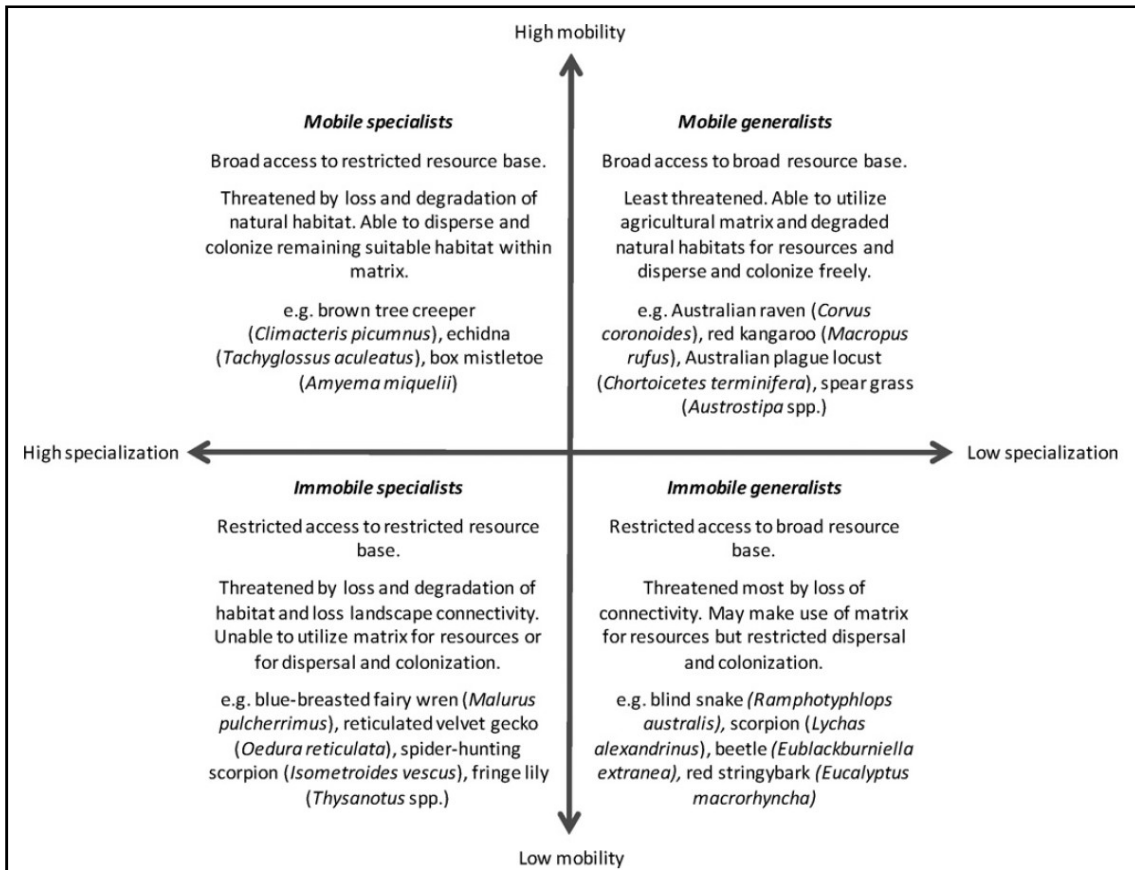 High mobility
Mobile specialists
Broad access to restricted resource base.
Threatened by loss and degradation of
natural habitat. Able to disperse and
colonize remaining suitable habitat within
matrix.
e.g. brown tree creeper
(Climacteris picumnus), echidna
(Tachyglossus aculeatus), box mistletoe
(Amyema miquelii)
Mobile generalists
Broad access to broad resource base.
Least threatened. Able to utilize
agricultural matrix and degraded
natural habitats for resources and
disperse and colonize freely.
e.g. Australian raven (Corvus
coronoides), red kangaroo (Macropus
rufus), Australian plague locust
(Chortoicetes terminifera), spear grass
(Austrostipa spp.)
High specialization
Low specialization
Immobile specialists
Restricted access to restricted resource
base.
Threatened by loss and degradation of
habitat and loss landscape connectivity.
Unable to utilize matrix for resources or
for dispersal and colonization.
e.g. blue-breasted fairy wren (Malurus
pulcherrimus), reticulated velvet gecko
(Oedura reticulata), spider-hunting
scorpion (Isometroides vescus), fringe lily
(Thysanotus spp.)
Immobile generalists
Restricted access to broad resource
base.
Threatened most by loss of
connectivity. May make use of matrix
for resources but restricted dispersal
and colonization.
e.g. blind snake (Ramphotyphlops
australis), scorpion (Lychas
alexandrinus), beetle (Eublackburniella
extranea), red stringybark (Eucalyptus
macrorhyncha)
Low mobility